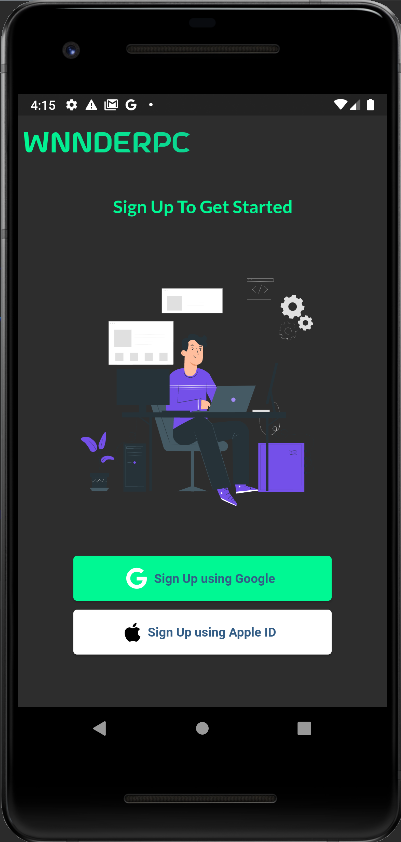 4:15
WNNDERPC
Sign Up To Get Started
</>
G Sign Up using Google
Sign Up using Apple ID